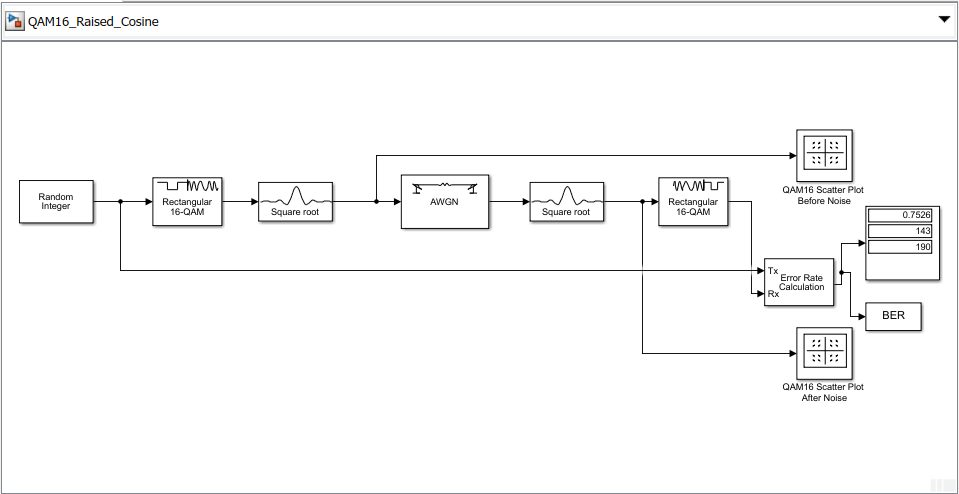 QAM16_Raised_Cosine
QAM16 Scatter Plot
Before Noise
Random
Integer
Rectangular
16-QAM
Square root
AWGN
Square root
Rectangular
16-QAM
0.7526
143
190
Tx
Rx
Error Rate
Calculation
BER
QAM16 Scatter Plot
After Noise